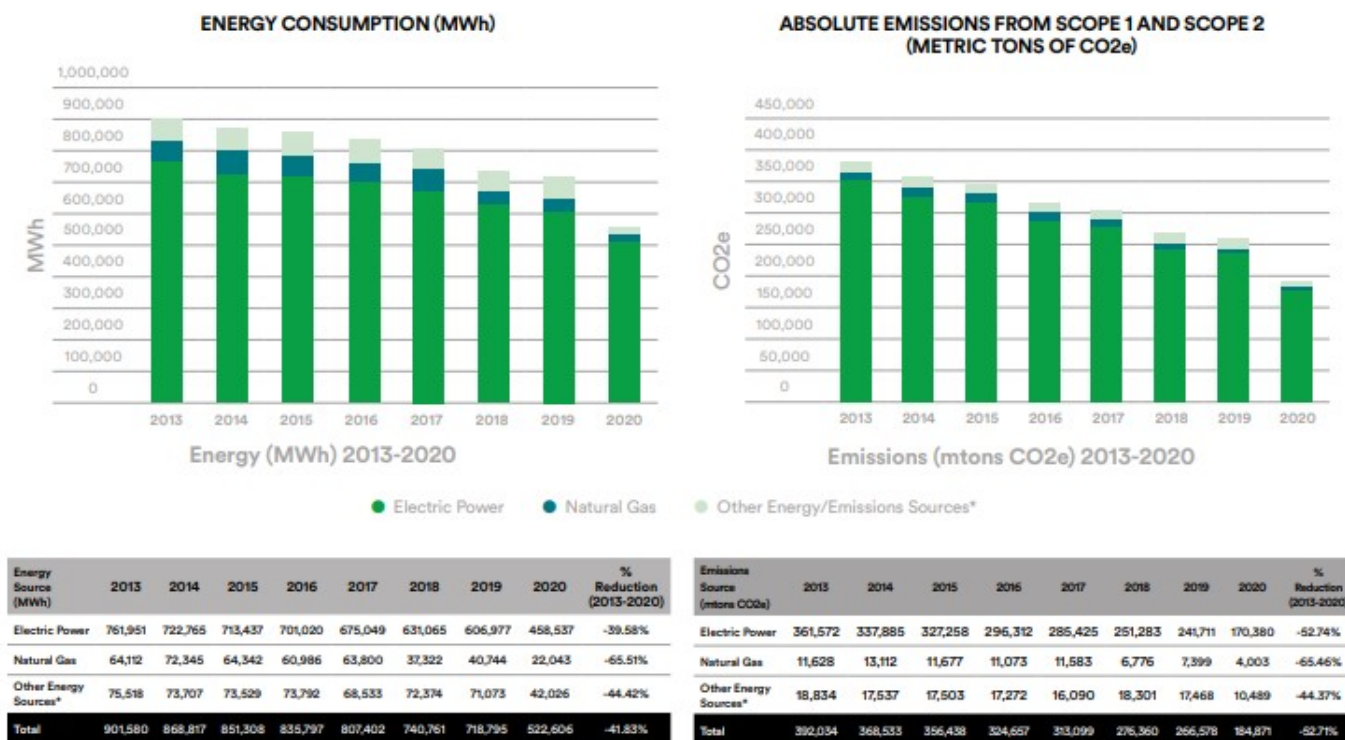 ENERGY CONSUMPTION (MWh)
1,000,000
900,000
800,000
700,000
600,000
500,000
400,000
300,000
200,000
100,000
0
MWh
2013 2014 2015 2016 2017 2018 2019 2020
Energy (MWh) 2013-2020
ABSOLUTE EMISSIONS FROM SCOPE 1 AND SCOPE 2
(METRIC TONS OF CO2e)
450,000
400,000
350,000
300,000
250,000
200,000
150,000
100,000
50,000
0
CO2e
2013 2014 2015 2016 2017 2018 2019 2020
Emissions (mtons CO2e) 2013-2020
Electric Power Natural Gas Other Energy/Emissions Sources*
Energy Source (MWh) 2013 2014 2015 2016 2017 2018 2019 2020 % Reduction (2013-2020)
Electric Power 761,951 722,765 713,437 701,020 675,049 631,065 606,977 458,537 -39.58%
Natural Gas 64,112 72,345 64,342 60,986 63,800 37,322 40,744 22,043 -65.51%
Other Energy Sources* 75,518 73,707 73,529 73,792 68,533 72,374 71,073 42,026 -44.42%
Total 901,580 868,817 851,308 835,797 807,402 740,761 718,795 522,606 -41.83%
Emissions Source (mtons CO2e) 2013 2014 2015 2016 2017 2018 2019 2020 % Reduction (2013-2020
Electric Power 361,572 337,885 327,258 296,312 285,425 251,283 241,711 170,380 -52.74%
Natural Gas 11,628 13,112 11,677 11,073 11,583 6,776 7,399 4,003 -65.46%
Other Energy Sources* 18,834 17,537 17,503 17,272 16,090 18,301 17,468 10,489 -44.37%
Total 392,034 368,533 356,438 324,657 313,099 276,360 266,578 184,871 -52.71%